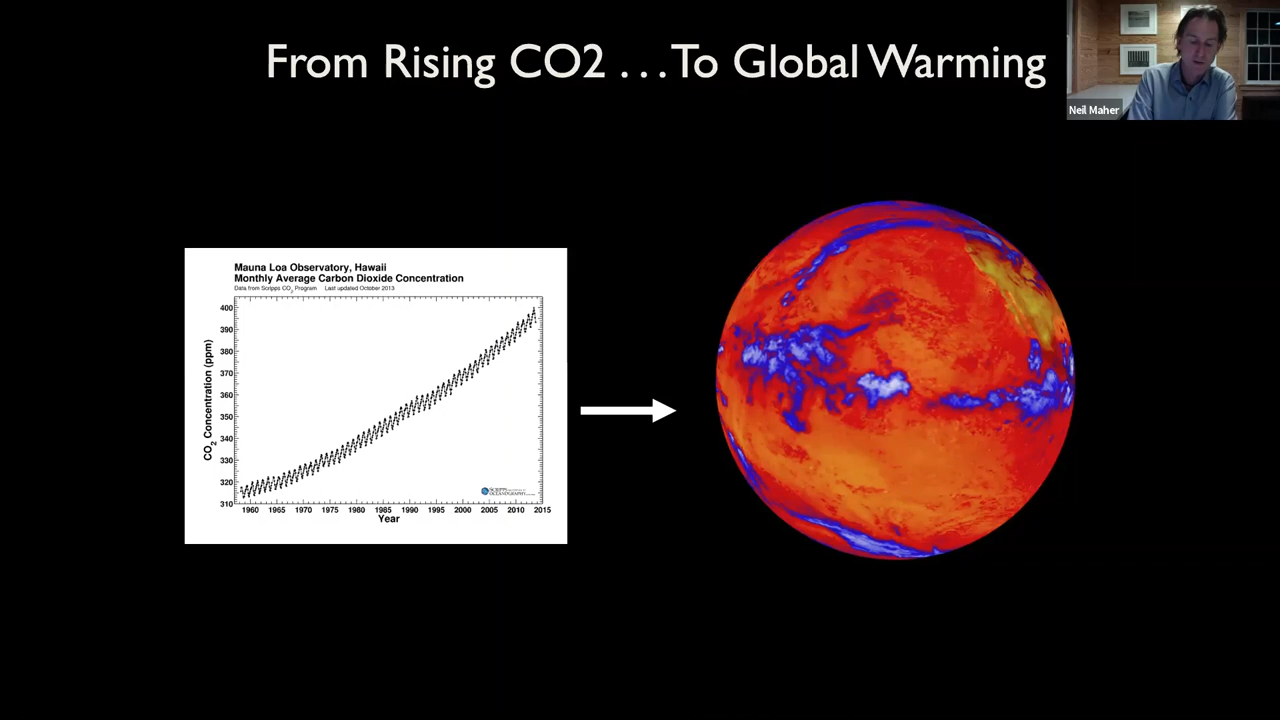 From Rising CO2 ...To Global Warming
Neil Maher
Mauna Loa Observatory, Hawaii
Monthly Average Carbon Dioxide Concentration
Data from Scripps CO2 Program Last updated October 2013
CO2 Concentration (ppm)
400
390
380
370
360
350
340
330
320
310
1960 1965 1970 1975 1980 1985 1990 1995 2000 2005 2010 2015
Year
SCRIPPS
OCEANOGRAPHY